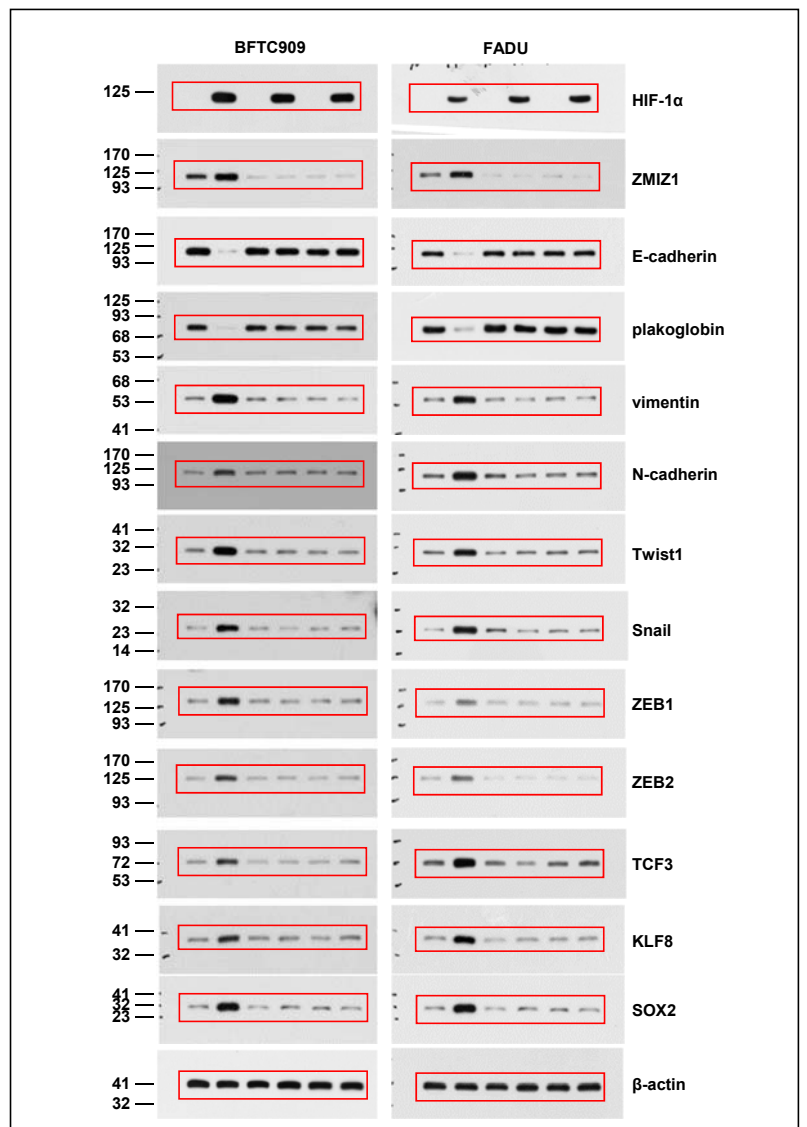 BFTC909 FADU
125 — HIF-1α
170 —
125 — ZMIZ1
93 —
170 —
125 — E-cadherin
93 —
125 —
93 — plakoglobin
68 —
53 —
68 —
53 — vimentin
41 —
170 —
125 — N-cadherin
93 —
41 —
32 — Twist1
23 —
32 —
23 — Snail
14 —
170 —
125 — ZEB1
93 —
170 —
125 — ZEB2
93 —
93 —
72 — TCF3
53 —
41 —
32 — KLF8
41 —
32 — SOX2
23 —
41 — β-actin
32 —